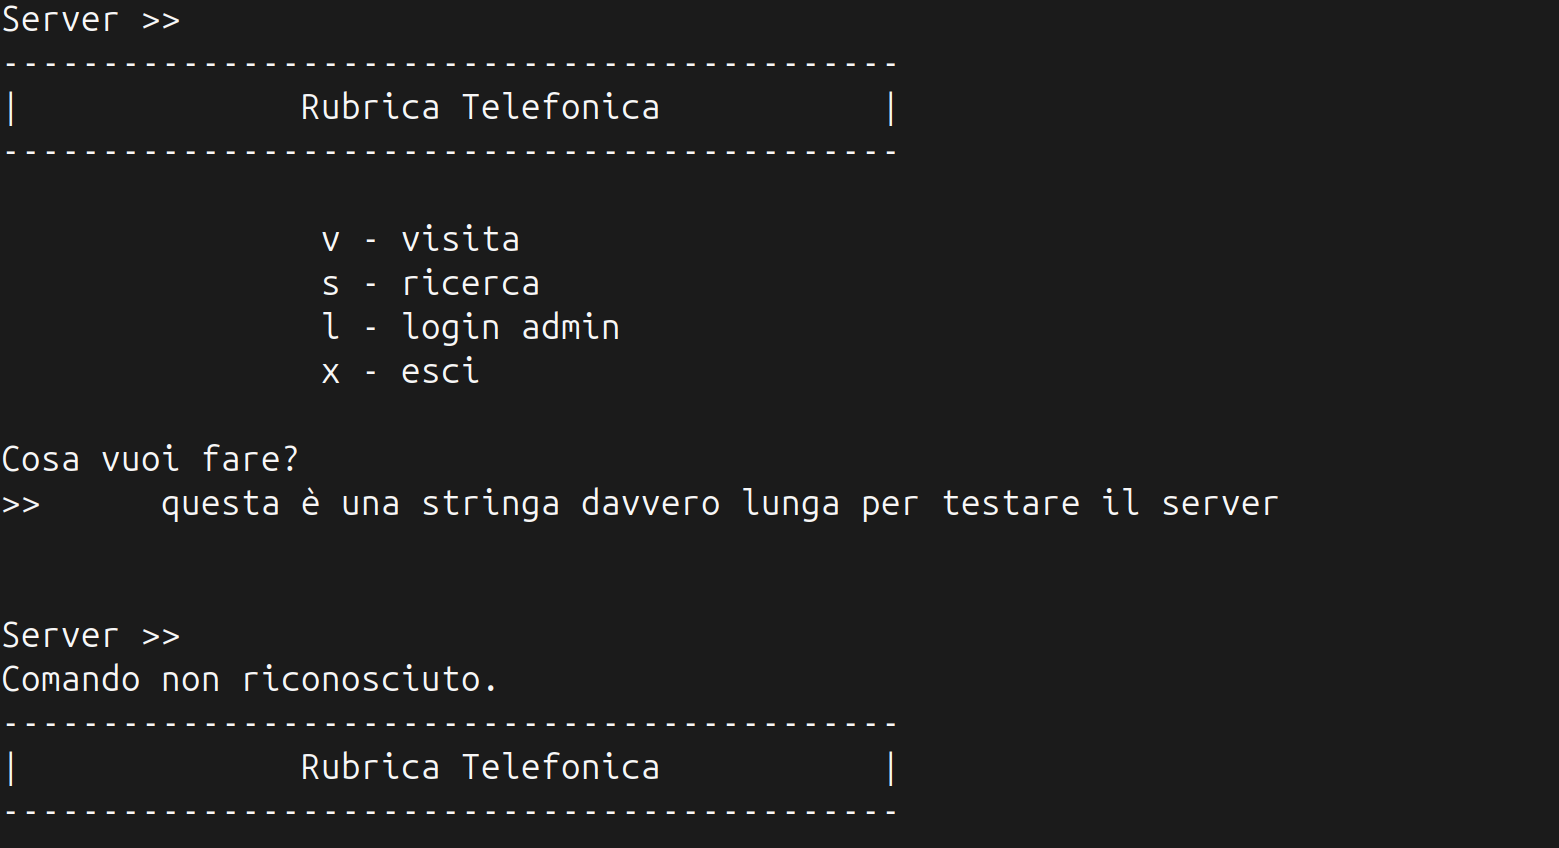 Server >>
---------------------------------------------
|              Rubrica Telefonica           |
---------------------------------------------
v - visita
s - ricerca
l - login admin
x - esci
Cosa vuoi fare?
>>      questa è una stringa davvero lunga per testare il server
Server >>
Comando non riconosciuto.
---------------------------------------------
|              Rubrica Telefonica           |
---------------------------------------------